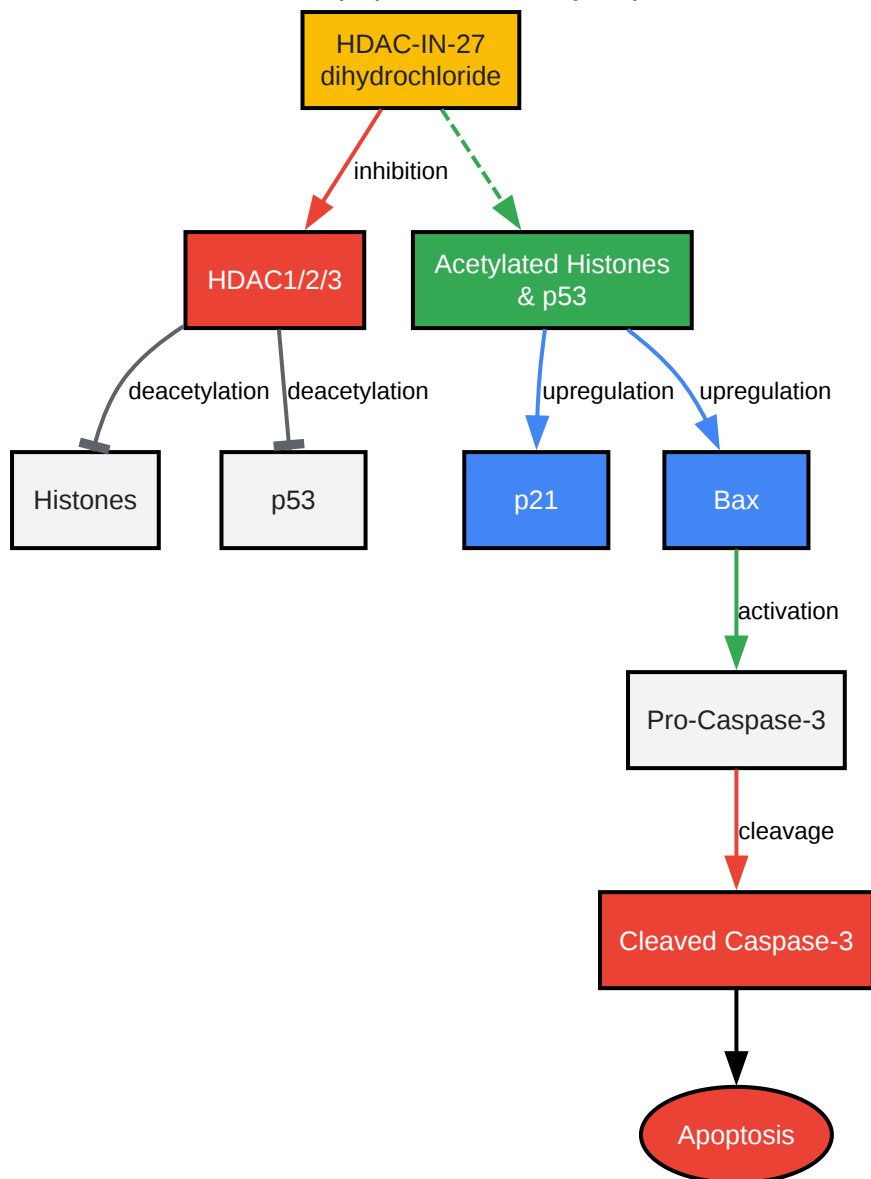 HDAC-IN-27
dihydrochloride
inhibition
HDAC1/2/3
Acetylated Histones
& p53
deacetylation
deacetylation
upregulation
upregulation
Histones
p53
p21
Bax
activation
Pro-Caspase-3
cleavage
Cleaved Caspase-3
Apoptosis